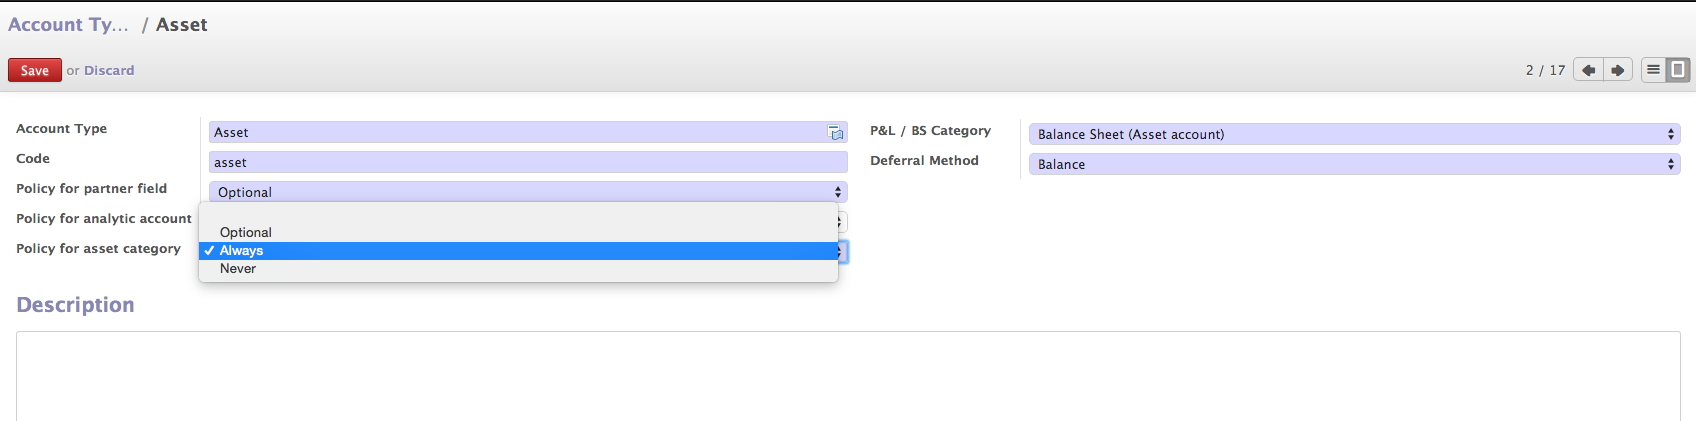 Account Ty... / Asset
Save or Discard
2 / 17
Account Type
Asset
Code
asset
Policy for partner field
Optional
Policy for analytic account
Policy for asset category
Optional
✓ Always
Never
P&L / BS Category
Balance Sheet (Asset account)
Deferral Method
Balance
Description